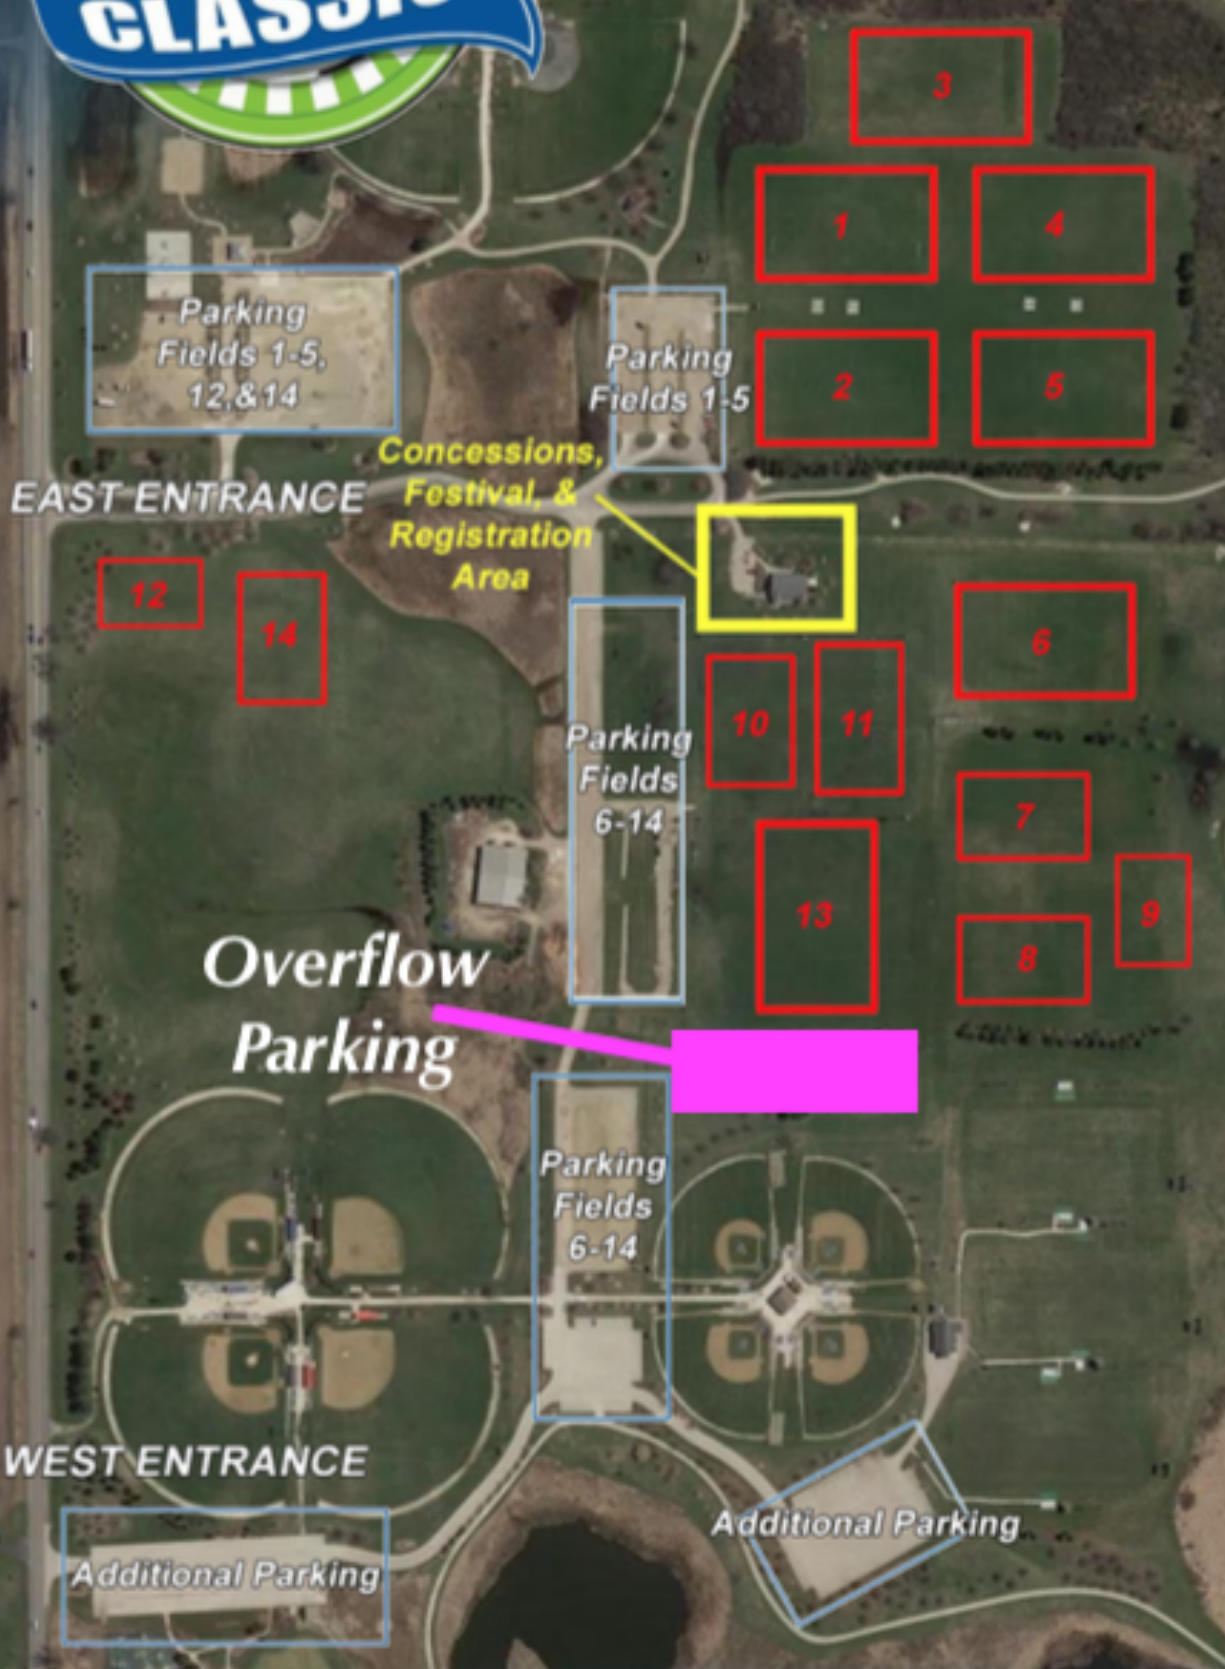 CLASSIC
3
1
4
Parking
Fields 1-5,
12,&14
Parking
Fields 1-5
2
5
Concessions,
Festival, &
Registration
Area
EAST ENTRANCE
12
14
6
10
11
Parking
Fields
6-14
7
13
9
8
Overflow
Parking
Parking
Fields
6-14
WEST ENTRANCE
Additional Parking
Additional Parking